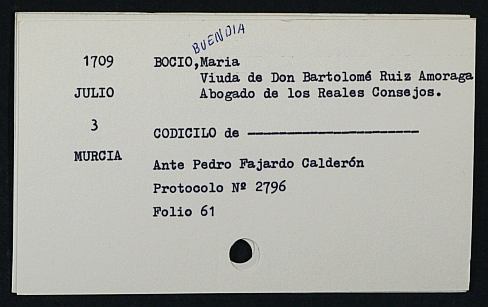 BUENDIA
1709 BOCIO,Maria
Viuda de Don Bartolomé Ruiz Amoraga
JULIO Abogado de los Reales Consejos.
3 CODICILO de ----------------------
MURCIA Ante Pedro Fajardo Calderón
Protocolo Nº 2796
Folio 61